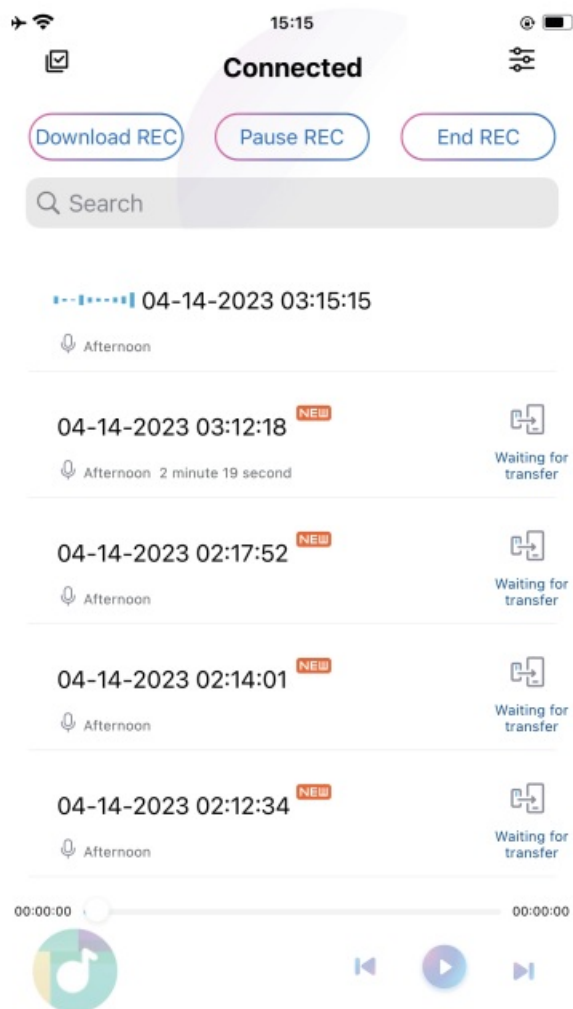 15:15
Connected
Download REC
Pause REC
End REC
Search
04-14-2023 03:15:15
Afternoon
04-14-2023 03:12:18 NEW
Afternoon 2 minute 19 second
Waiting for
transfer
04-14-2023 02:17:52 NEW
Afternoon
Waiting for
transfer
04-14-2023 02:14:01 NEW
Afternoon
Waiting for
transfer
04-14-2023 02:12:34 NEW
Afternoon
Waiting for
transfer
00:00:00
00:00:00